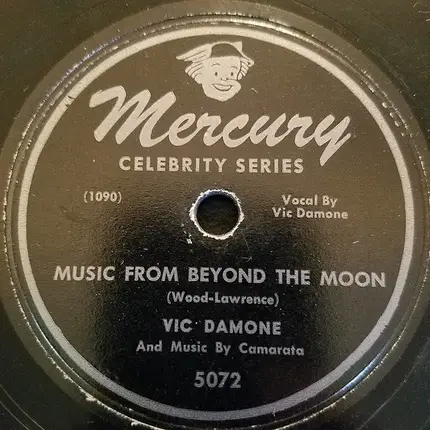 Mercury
CELEBRITY SERIES
(1090)
Vocal By
Vic Damone
MUSIC FROM BEYOND THE MOON
(Wood-Lawrence)
VIC DAMONE
And Music By Camarata
5072